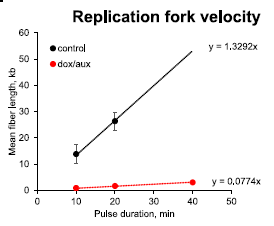 Replication fork velocity
60
50
40
30
20
10
0
Mean fiber length, kb
control
dox/aux
y = 1.3292x
y = 0.0774x
0 10 20 30 40 50
Pulse duration, min